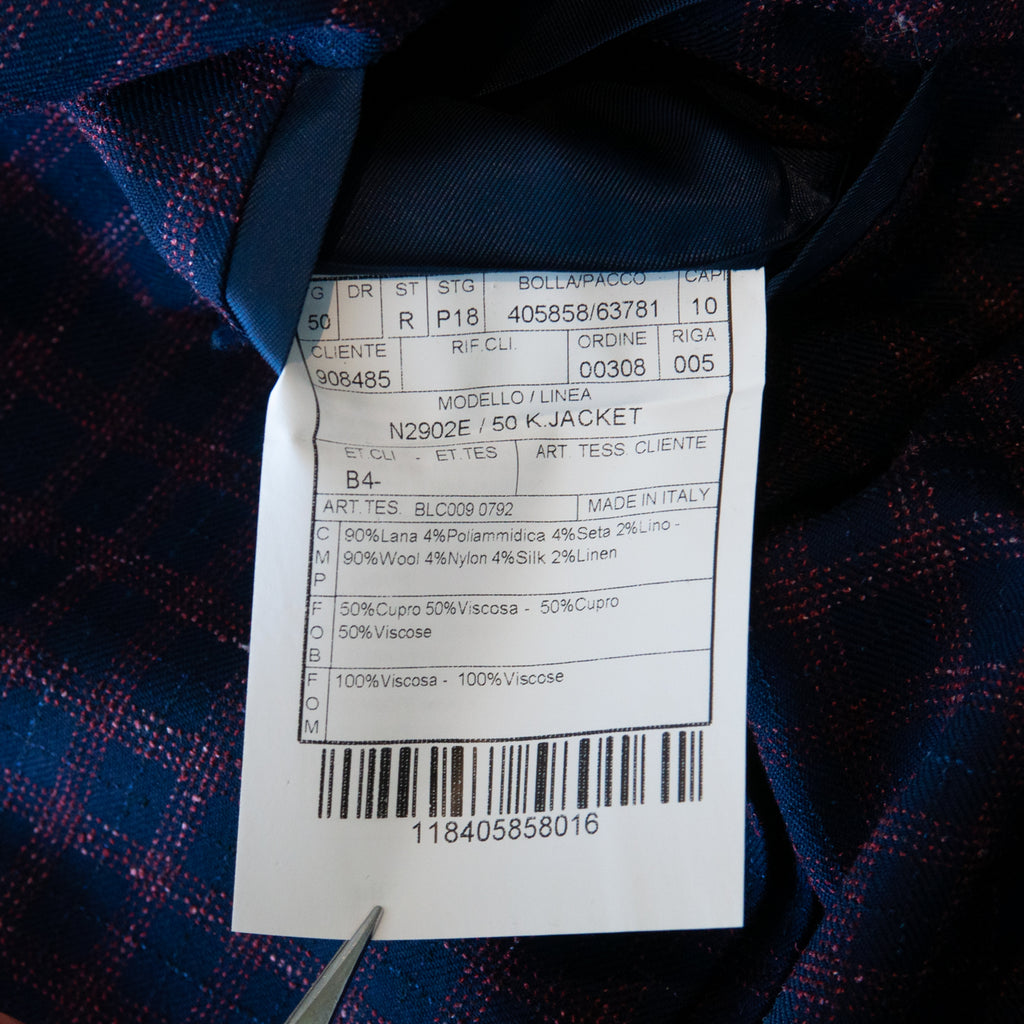 G DR ST STG BOLLA/PACCO CAPI
50 R P18 405858/63781 10
CLIENTE RIF.CLI. ORDINE RIGA
908485 00308 005
MODELLO / LINEA
N2902E / 50 K.JACKET
ET.CLI - ET.TES ART. TESS. CLIENTE
B4-
ART.TES. BLC009 0792 MADE IN ITALY
CMP 90%Lana 4%Poliammidica 4%Seta 2%Lino -
90%Wool 4%Nylon 4%Silk 2%Linen
FOB 50%Cupro 50%Viscosa - 50%Cupro
50%Viscose
FOM 100%Viscosa - 100%Viscose
118405858016